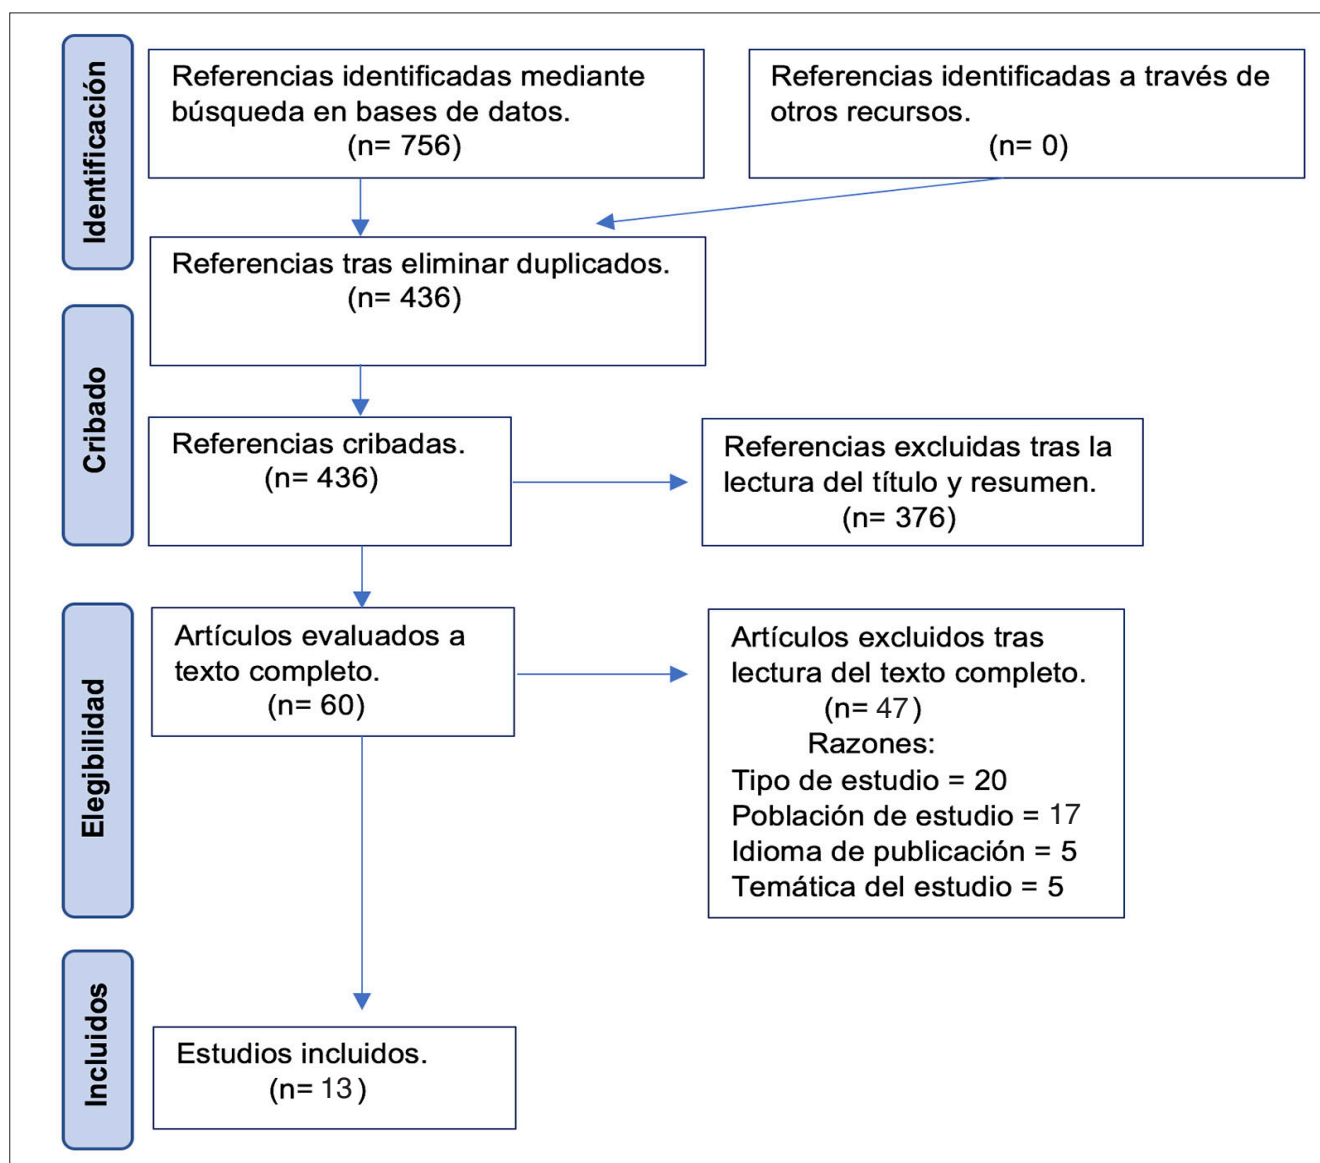 Identificación
Referencias identificadas mediante
búsqueda en bases de datos.
(n= 756)
Referencias identificadas a través de
otros recursos.
(n= 0)
Referencias tras eliminar duplicados.
(n= 436)
Cribado
Referencias cribadas.
(n= 436)
Referencias excluidas tras la
lectura del título y resumen.
(n= 376)
Elegibilidad
Artículos evaluados a
texto completo.
(n= 60)
Artículos excluidos tras
lectura del texto completo.
(n= 47)
Razones:
Tipo de estudio = 20
Población de estudio = 17
Idioma de publicación = 5
Temática del estudio = 5
Incluidos
Estudios incluidos.
(n= 13)